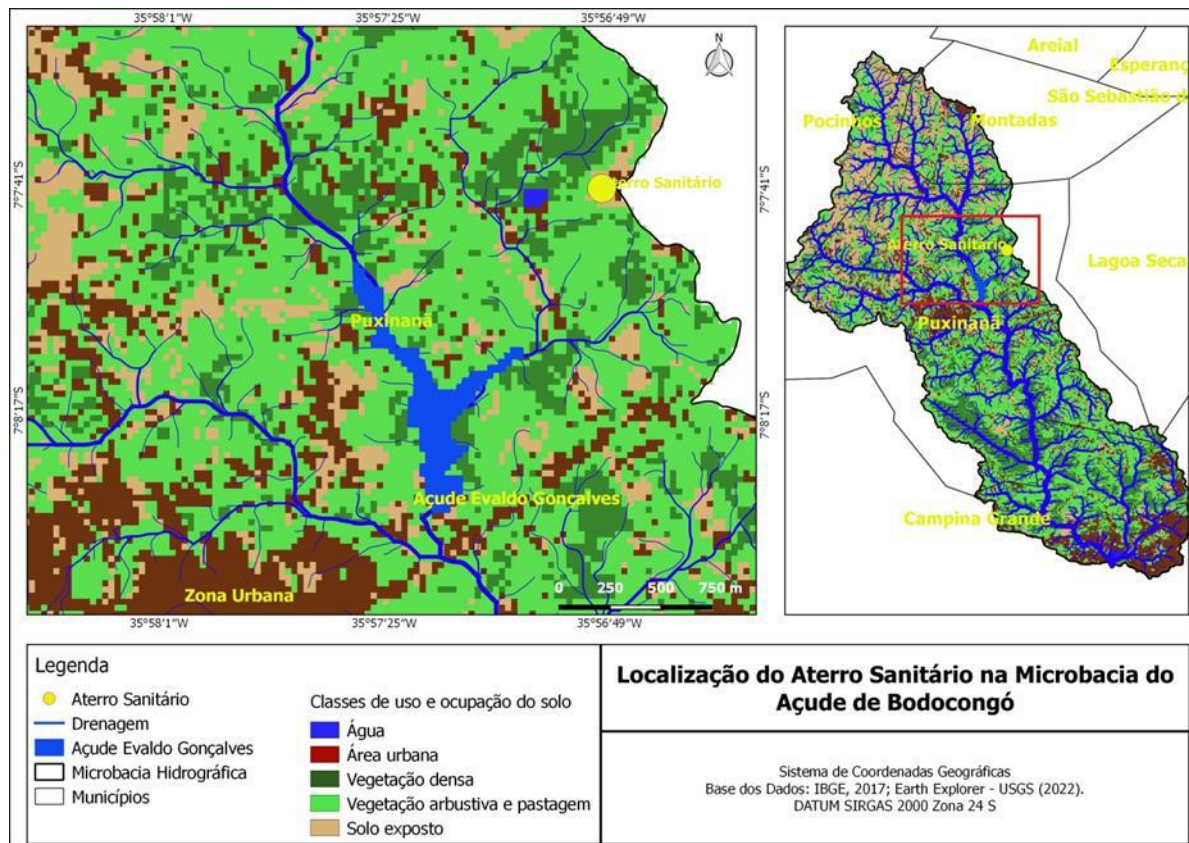 35°58'1"W
35°57'25"W
35°56'49"W
N
7°7'41"S
7°8'17"S
Aterro Sanitário
Puxinanã
Açude Evaldo Gonçalves
Zona Urbana
0 250 500 750 m
35°58'1"W
35°57'25"W
35°56'49"W
7°7'41"S
7°8'17"S
Areial
Esperanç
São Sebastião d
Pocinhos
Montadas
Aterro Sanitário
Lagoa Seca
Puxinanã
Campina Grande
Legenda
Aterro Sanitário
Drenagem
Açude Evaldo Gonçalves
Microbacia Hidrográfica
Municípios
Classes de uso e ocupação do solo
Água
Área urbana
Vegetação densa
Vegetação arbustiva e pastagem
Solo exposto
Localização do Aterro Sanitário na Microbacia do
Açude de Bodocongó
Sistema de Coordenadas Geográficas
Base dos Dados: IBGE, 2017; Earth Explorer - USGS (2022).
DATUM SIRGAS 2000 Zona 24 S